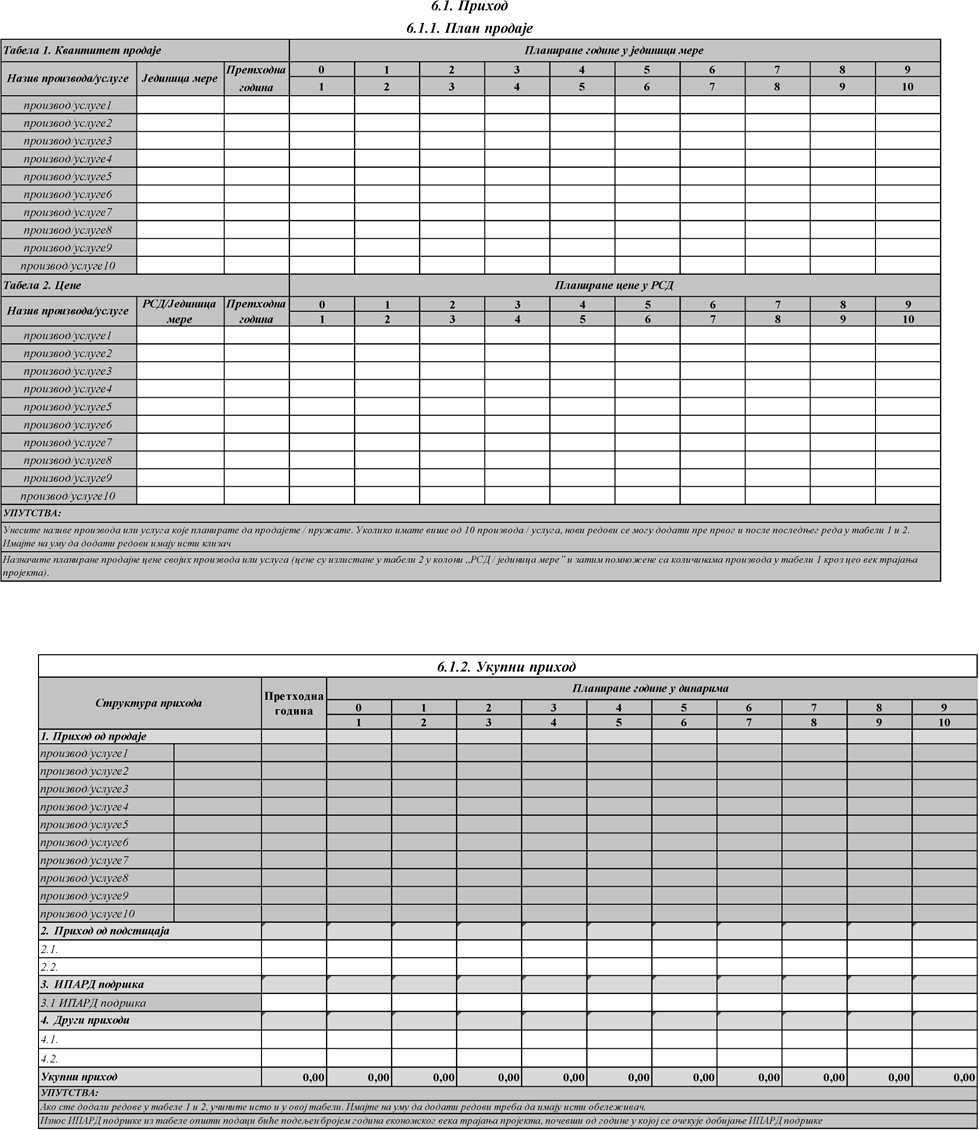 6.1. Приход
6.1.1. План продаје
Табела 1. Квантитет продаје Планиране године у јединици мере
Назив производа/услуге Јединица мере Претходна година 0 1 2 3 4 5 6 7 8 9
1 2 3 4 5 6 7 8 9 10
производ/услуге1
производ/услуге2
производ/услуге3
производ/услуге4
производ/услуге5
производ/услуге6
производ/услуге7
производ/услуге8
производ/услуге9
производ/услуге10
Табела 2. Цене Планиране цене у РСД
Назив производа/услуге РСД/Јединица мере Претходна година 0 1 2 3 4 5 6 7 8 9
1 2 3 4 5 6 7 8 9 10
производ/услуге1
производ/услуге2
производ/услуге3
производ/услуге4
производ/услуге5
производ/услуге6
производ/услуге7
производ/услуге8
производ/услуге9
производ/услуге10
УПУТСТВА:
Унесите називе производа или услуга које планирате да продајете / пружате. Уколико имате више од 10 производа / услуга, нови редови се могу додати пре првог и после последњег реда у табели 1 и 2.
Имајте на уму да додати редови имају исти клизач
Назначите планиране продајне цене својих производа или услуга (цене су излистане у табели 2 у колони „РСД / јединица мере” и затим помножене са количинама производа у табели 1 кроз цео век трајања
пројекта).
6.1.2. Укупни приход
Структура прихода Претходна година Планиране године у динарима
0 1 2 3 4 5 6 7 8 9
1 2 3 4 5 6 7 8 9 10
1. Приход од продаје
производ/услуге1
производ/услуге2
производ/услуге3
производ/услуге4
производ/услуге5
производ/услуге6
производ/услуге7
производ/услуге8
производ/услуге9
производ/услуге10
2. Приход од подстицаја
2.1.
2.2.
3. ИПАРД подршка
3.1 ИПАРД подршка
4. Други приходи
4.1.
4.2.
Укупни приход 0,00 0,00 0,00 0,00 0,00 0,00 0,00 0,00 0,00 0,00 0,00
УПУТСТВА:
Ако сте додали редове у табеле 1 и 2, учините исто и у овој табели. Имајте на уму да додати редови треба да имају исти обележивач.
Износ ИПАРД подршке из табеле општи подаци биће подељен бројем година економског века трајања пројекта, почевши од године у којој се очекује добијање ИПАРД подршке